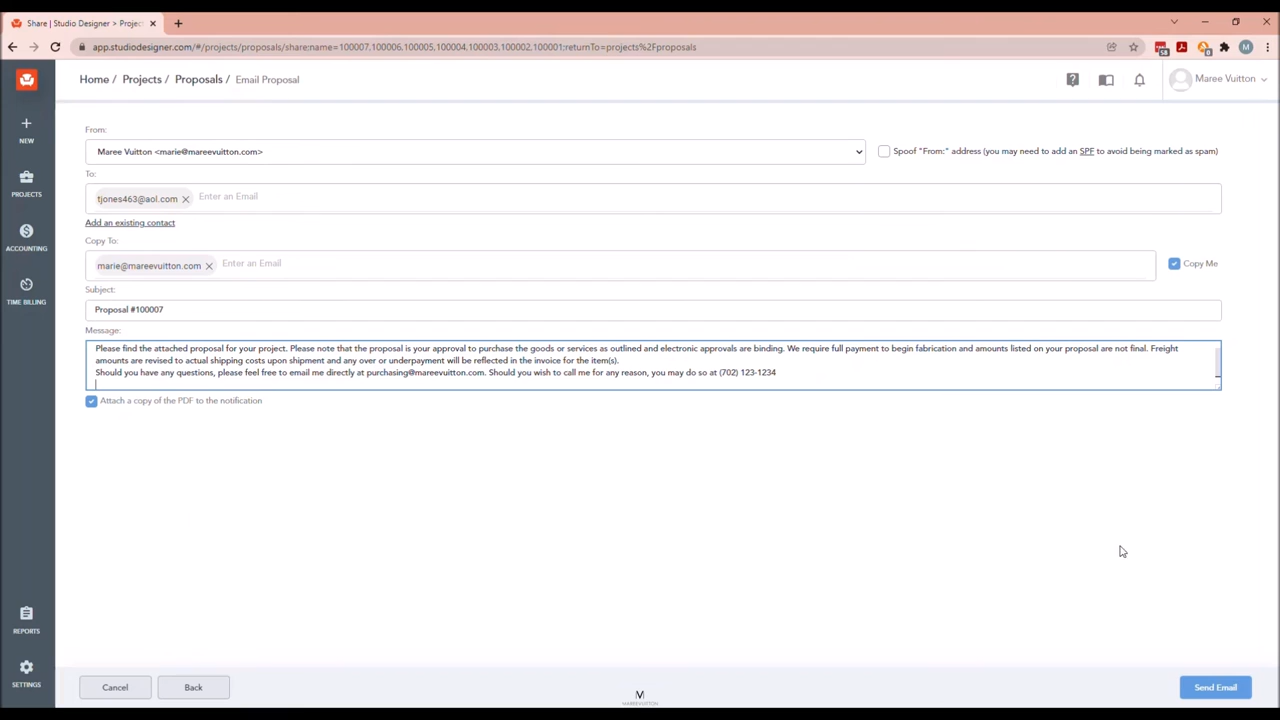 Share | Studio Designer > Project
app.studiodesigner.com/#/projects/proposals/share:name=100007.100006.100005.100004.100003.100002.100001:returnTo=projects%2Fproposals
58
0
M
Home / Projects / Proposals / Email Proposal
Maree Vuitton
NEW
PROJECTS
ACCOUNTING
TIME BILLING
REPORTS
SETTINGS
From:
Maree Vuitton <marie@mareevuitton.com>
Spoof "From:" address (you may need to add an SPF to avoid being marked as spam)
To:
tjones463@aol.com Enter an Email
Add an existing contact
Copy To:
marie@mareevuitton.com Enter an Email
Copy Me
Subject:
Proposal #100007
Message:
Please find the attached proposal for your project. Please note that the proposal is your approval to purchase the goods or services as outlined and electronic approvals are binding. We require full payment to begin fabrication and amounts listed on your proposal are not final. Freight
amounts are revised to actual shipping costs upon shipment and any over or underpayment will be reflected in the invoice for the item(s).
Should you have any questions, please feel free to email me directly at purchasing@mareevuitton.com. Should you wish to call me for any reason, you may do so at (702) 123-1234
Attach a copy of the PDF to the notification
Cancel
Back
M
MAREEVUITTON
Send Email